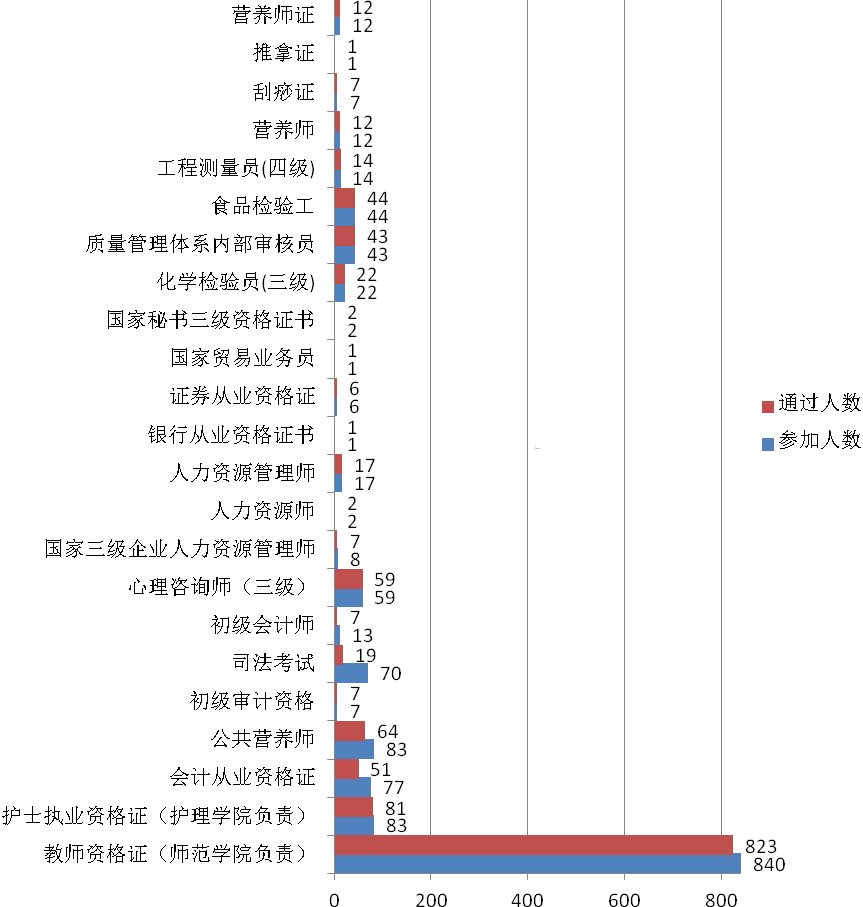 营养师证
12
12
推拿证
1
1
刮痧证
7
7
营养师
12
12
工程测量员(四级)
14
14
食品检验工
44
44
质量管理体系内部审核员
43
43
化学检验员(三级)
22
22
国家秘书三级资格证书
2
2
国家贸易业务员
1
1
证券从业资格证
6
6
银行从业资格证书
1
1
人力资源管理师
17
17
人力资源师
2
2
国家三级企业人力资源管理师
7
8
心理咨询师（三级）
59
59
初级会计师
7
13
司法考试
19
70
初级审计资格
7
7
公共营养师
64
83
会计从业资格证
51
77
护士执业资格证（护理学院负责）
81
83
教师资格证（师范学院负责）
823
840
0 200 400 600 800
通过人数
参加人数